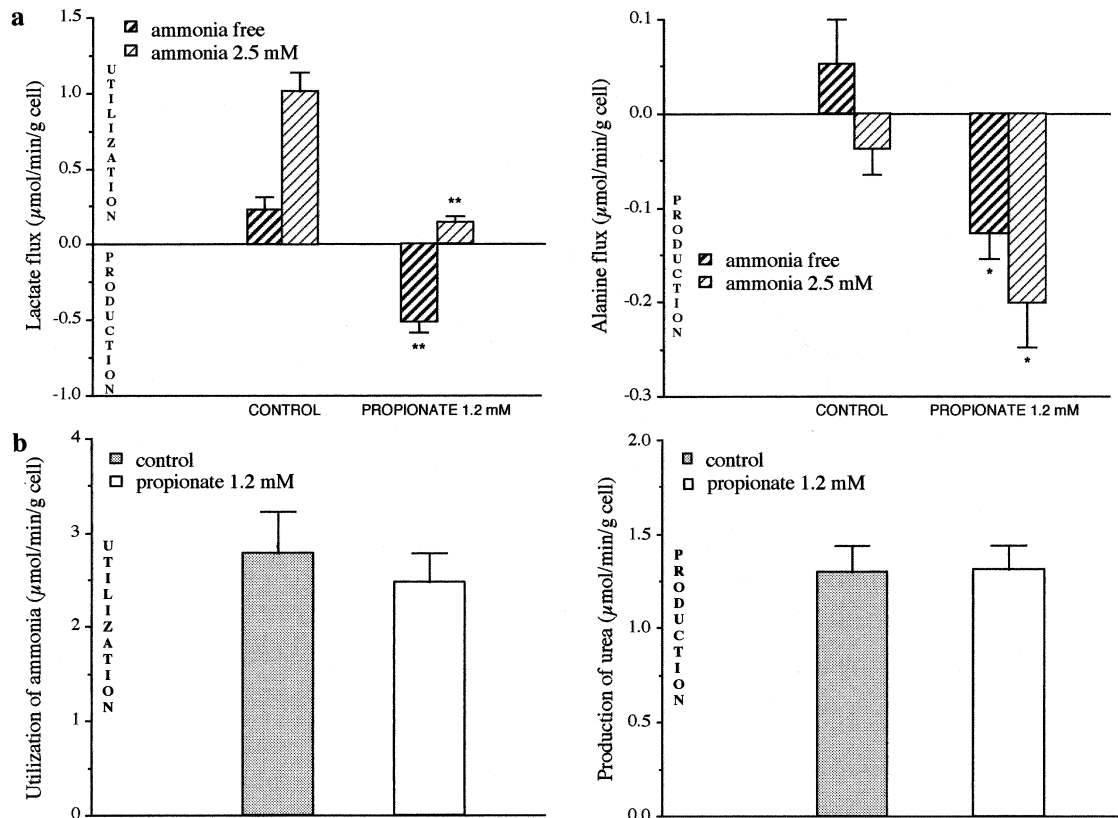 a
ammonia free
ammonia 2.5 mM
Lactate flux (µmol/min/g cell)
1.5
1.0
0.5
0.0
-0.5
-1.0
UTILIZATION
PRODUCTION
**
**
CONTROL
PROPIONATE 1.2 mM
Alanine flux (µmol/min/g cell)
0.1
0.0
-0.1
-0.2
-0.3
PRODUCTION
ammonia free
ammonia 2.5 mM
*
*
CONTROL
PROPIONATE 1.2 mM
b
control
propionate 1.2 mM
Utilization of ammonia (µmol/min/g cell)
4
3
2
1
0
UTILIZATION
control
propionate 1.2 mM
Production of urea (µmol/min/g cell)
2.0
1.5
1.0
0.5
0.0
PRODUCTION